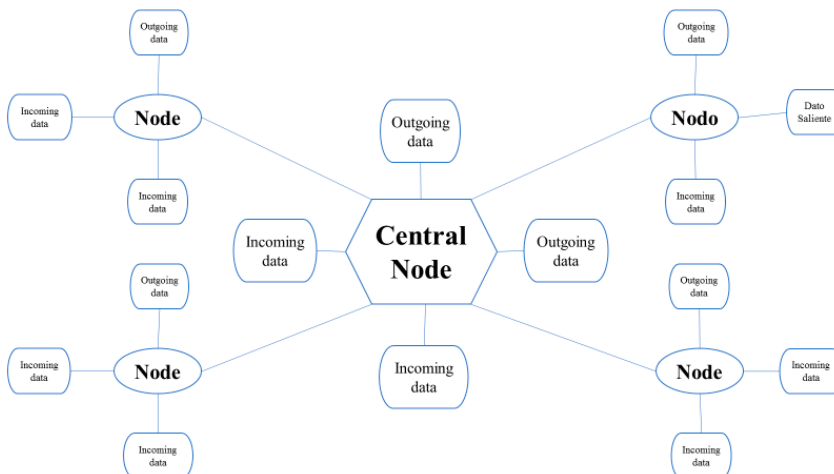 Outgoing
data
Outgoing
data
Incoming
data
Node
Nodo
Dato
Saliente
Outgoing
data
Incoming
data
Incoming
data
Incoming
data
Central
Node
Outgoing
data
Outgoing
data
Outgoing
data
Incoming
data
Node
Incoming
data
Node
Incoming
data
Incoming
data
Incoming
data